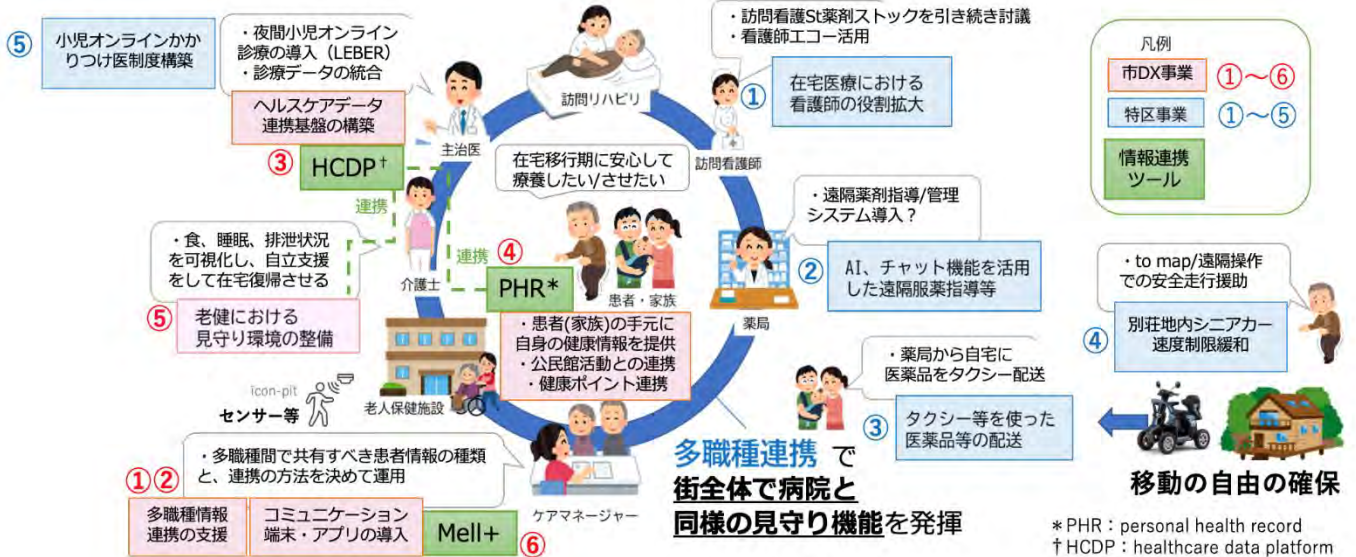 ⑤
小児オンラインかか
りつけ医制度構築
・夜間小児オンライン
診療の導入（LEBER）
・診療データの統合
ヘルスケアデータ
連携基盤の構築
③
HCDP†
主治医
連携
訪問リハビリ
・訪問看護St薬剤ストックを引き続き討議
・看護師エコー活用
①
在宅医療における
看護師の役割拡大
訪問看護師
凡例
市DX事業
①～⑥
特区事業
①～⑤
情報連携
ツール
在宅移行期に安心して
療養したい/させたい
・食、睡眠、排泄状況
を可視化し、自立支援
をして在宅復帰させる
介護士
連携
④
PHR*
患者・家族
・患者(家族)の手元に
自身の健康情報を提供
・公民館活動との連携
・健康ポイント連携
⑤
老健における
見守り環境の整備
icon-pit
センサー等
老人保健施設
・遠隔薬剤指導/管理
システム導入？
②
AI、チャット機能を活用
した遠隔服薬指導等
薬局
・薬局から自宅に
医薬品をタクシー配送
③
タクシー等を使った
医薬品等の配送
・to map/遠隔操作
での安全走行援助
④
別荘地内シニアカー
速度制限緩和
移動の自由の確保
・多職種間で共有すべき患者情報の種類
と、連携の方法を決めて運用
①②
多職種情報
連携の支援
コミュニケーション
端末・アプリの導入
Mell+
⑥
ケアマネージャー
多職種連携 で
街全体で病院と
同様の見守り機能を発揮
＊PHR：personal health record
†HCDP：healthcare data platform